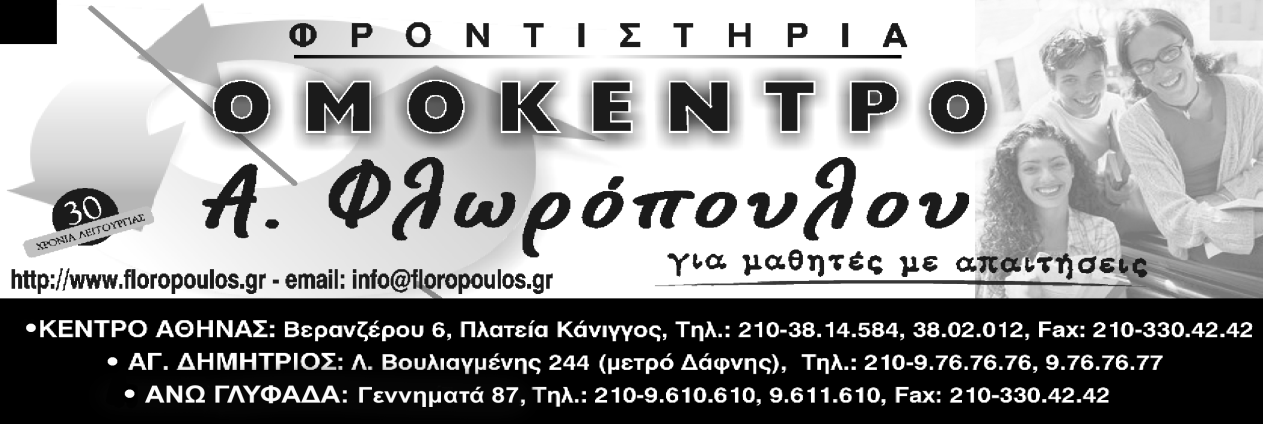 ΦΡΟΝΤΙΣΤΗΡΙΑ
ΟΜΟΚΕΝΤΡΟ
Α. Φλωρόπουλου
30
ΧΡΟΝΙΑ ΛΕΙΤΟΥΡΓΙΑΣ
για μαθητές με απαιτήσεις
http://www.floropoulos.gr - email: info@floropoulos.gr
•ΚΕΝΤΡΟ ΑΘΗΝΑΣ: Βερανζέρου 6, Πλατεία Κάνιγγος, Τηλ.: 210-38.14.584, 38.02.012, Fax: 210-330.42.42
• ΑΓ. ΔΗΜΗΤΡΙΟΣ: Λ. Βουλιαγμένης 244 (μετρό Δάφνης), Τηλ.: 210-9.76.76.76, 9.76.76.77
• ΑΝΩ ΓΛΥΦΑΔΑ: Γεννηματά 87, Τηλ.: 210-9.610.610, 9.611.610, Fax: 210-330.42.42